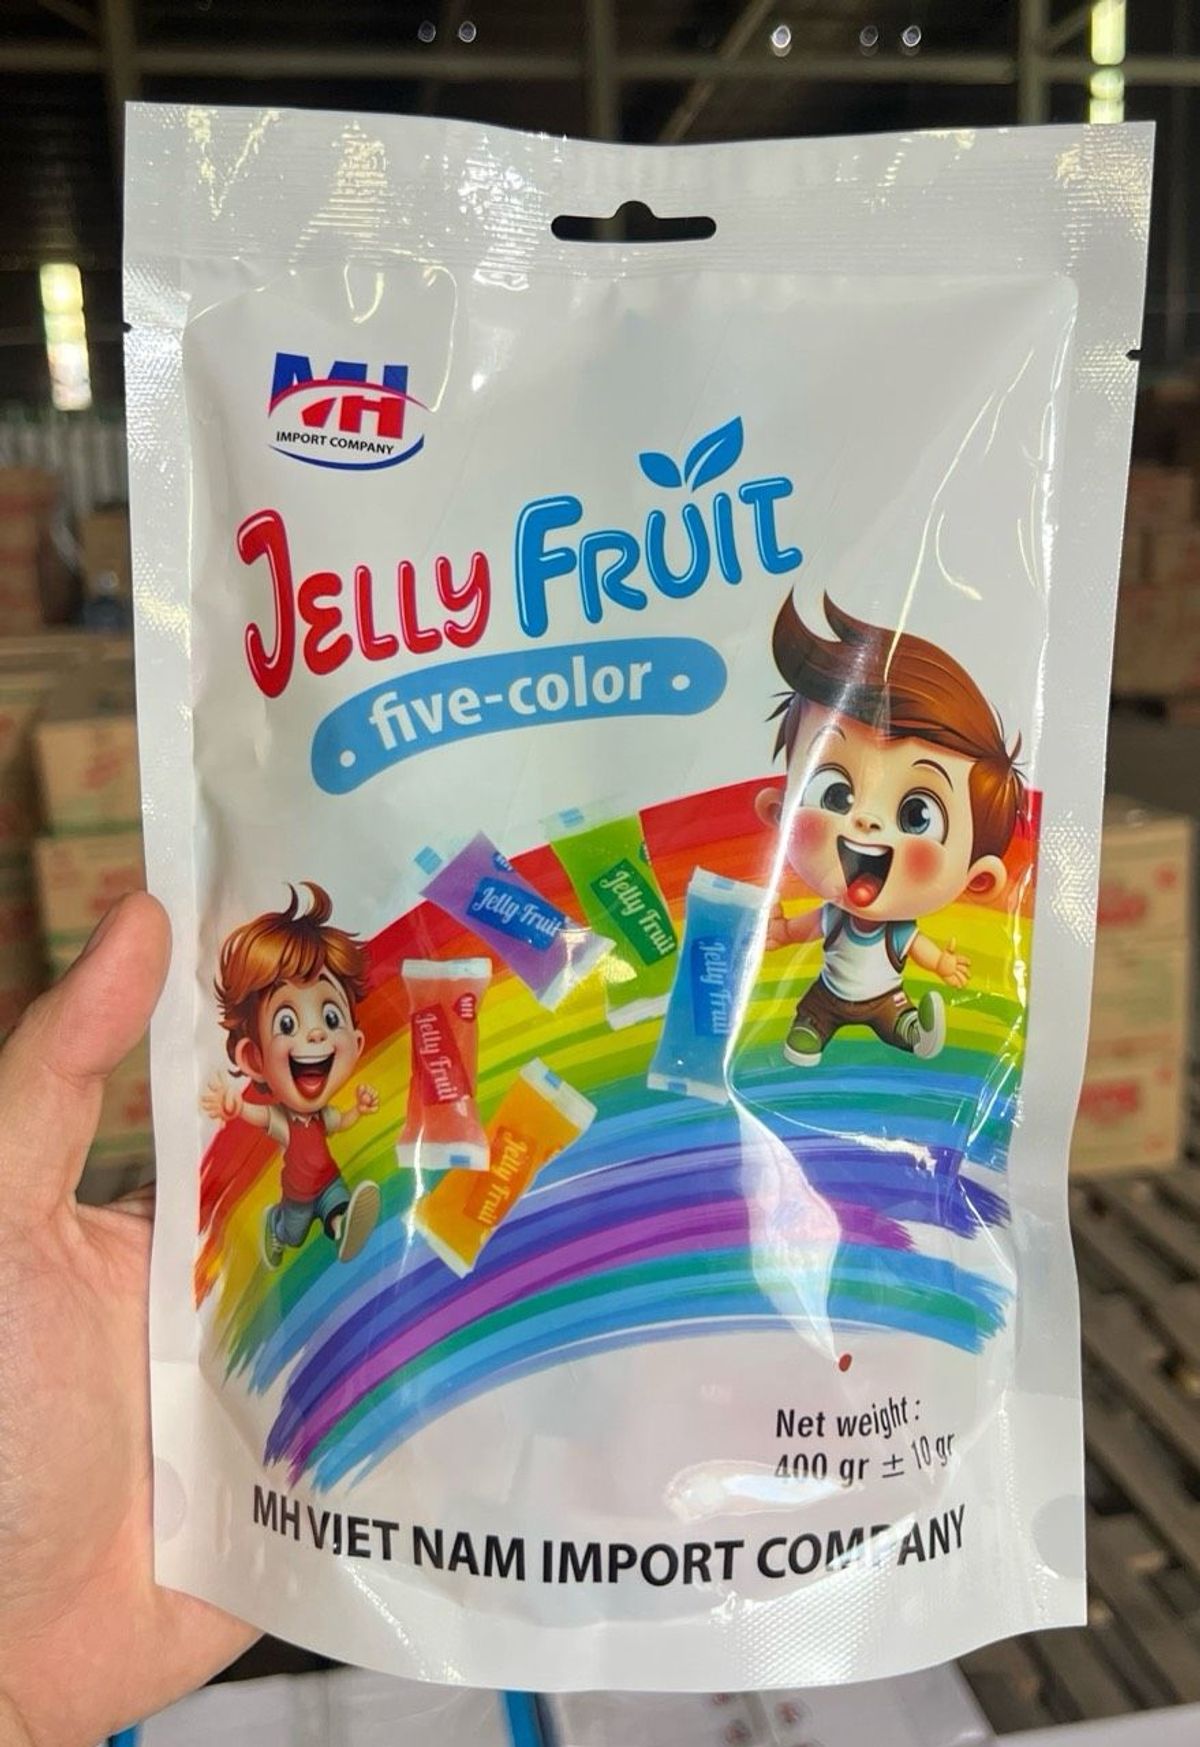 MH
IMPORT COMPANY
JELLY FRUIT
• five-color •
Jelly Fruit
Jelly Fruit
Jelly Fruit
MH
Jelly Fruit
Jelly Fruit
Net weight :
400 gr ± 10 gr
MH VIET NAM IMPORT COMPANY